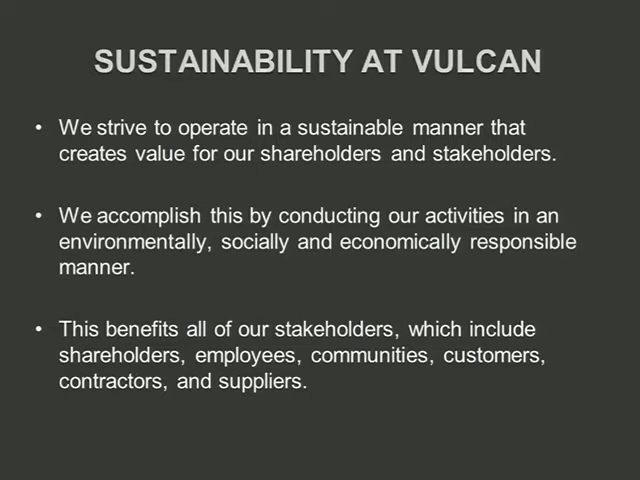 SUSTAINABILITY AT VULCAN
• We strive to operate in a sustainable manner that
creates value for our shareholders and stakeholders.
• We accomplish this by conducting our activities in an
environmentally, socially and economically responsible
manner.
• This benefits all of our stakeholders, which include
shareholders, employees, communities, customers,
contractors, and suppliers.